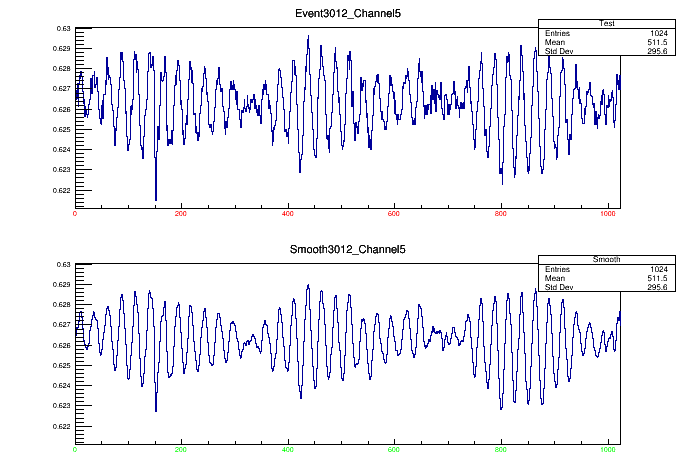 Event3012_Channel5
Test
Entries 1024
Mean 511.5
Std Dev 295.6
0.63
0.629
0.628
0.627
0.626
0.625
0.624
0.623
0.622
0 200 400 600 800 1000
Smooth3012_Channel5
Smooth
Entries 1024
Mean 511.5
Std Dev 295.6
0.63
0.629
0.628
0.627
0.626
0.625
0.624
0.623
0.622
0 200 400 600 800 1000